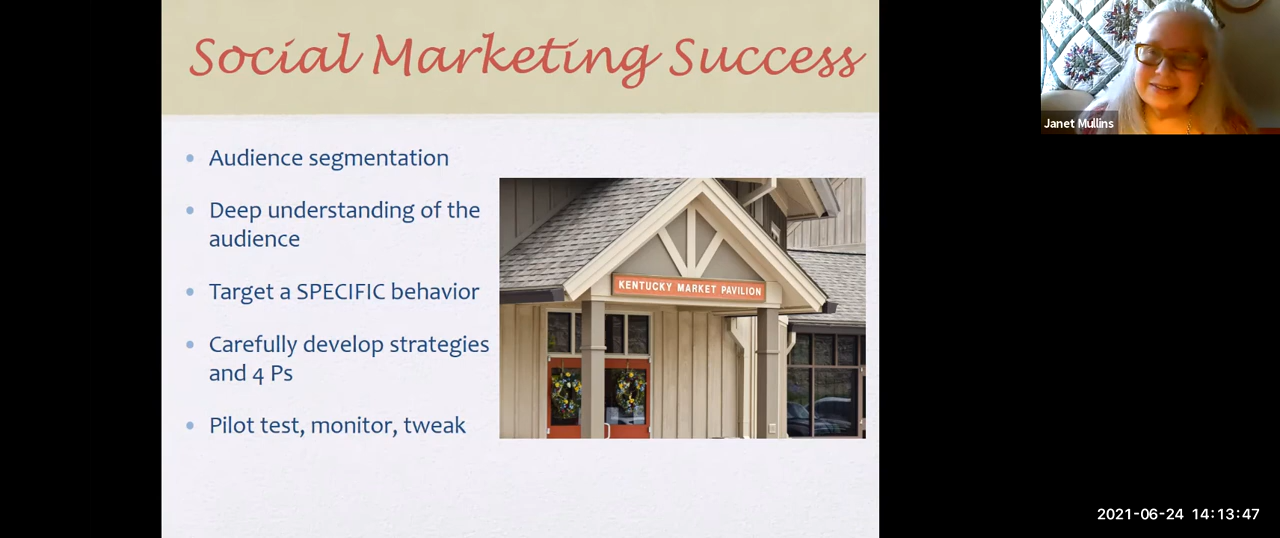 Social Marketing Success
Audience segmentation
Deep understanding of the
audience
Target a SPECIFIC behavior
Carefully develop strategies
and 4 Ps
Pilot test, monitor, tweak
KENTUCKY MARKET PAVILION
Janet Mullins
2021-06-24 14:13:47